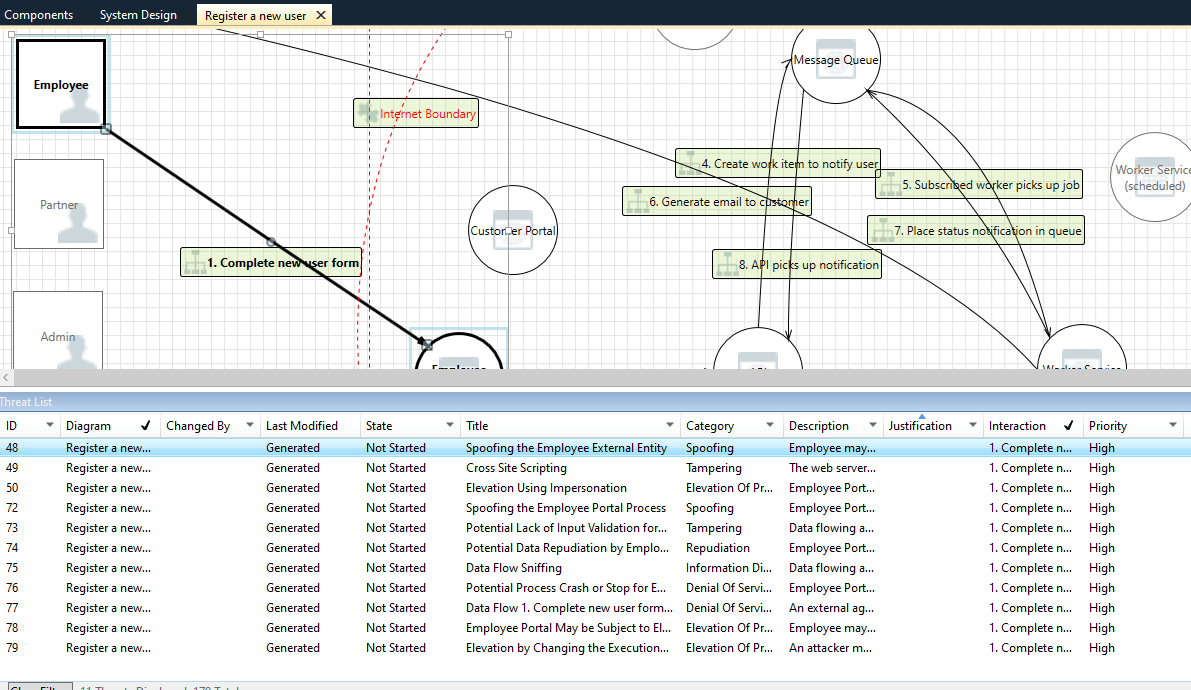 Components System Design Register a new user
Message Queue
Employee
Internet Boundary
4. Create work item to notify user
Worker Service
(scheduled)
5. Subscribed worker picks up job
6. Generate email to customer
Partner
Customer Portal
7. Place status notification in queue
1. Complete new user form
8. API picks up notification
Admin
Employee
API
Worker Service
Threat List
ID Diagram Changed By Last Modified State Title Category Description Justification Interaction Priority
48 Register a new... Generated Not Started Spoofing the Employee External Entity Spoofing Employee may... 1. Complete n... High
49 Register a new... Generated Not Started Cross Site Scripting Tampering The web server... 1. Complete n... High
50 Register a new... Generated Not Started Elevation Using Impersonation Elevation Of Pr... Employee Port... 1. Complete n... High
72 Register a new... Generated Not Started Spoofing the Employee Portal Process Spoofing Employee Port... 1. Complete n... High
73 Register a new... Generated Not Started Potential Lack of Input Validation for... Tampering Data flowing a... 1. Complete n... High
74 Register a new... Generated Not Started Potential Data Repudiation by Emplo... Repudiation Employee Port... 1. Complete n... High
75 Register a new... Generated Not Started Data Flow Sniffing Information Di... Data flowing a... 1. Complete n... High
76 Register a new... Generated Not Started Potential Process Crash or Stop for E... Denial Of Servi... Employee Port... 1. Complete n... High
77 Register a new... Generated Not Started Data Flow 1. Complete new user form... Denial Of Servi... An external ag... 1. Complete n... High
78 Register a new... Generated Not Started Employee Portal May be Subject to El... Elevation Of Pr... Employee may... 1. Complete n... High
79 Register a new... Generated Not Started Elevation by Changing the Execution... Elevation Of Pr... An attacker m... 1. Complete n... High